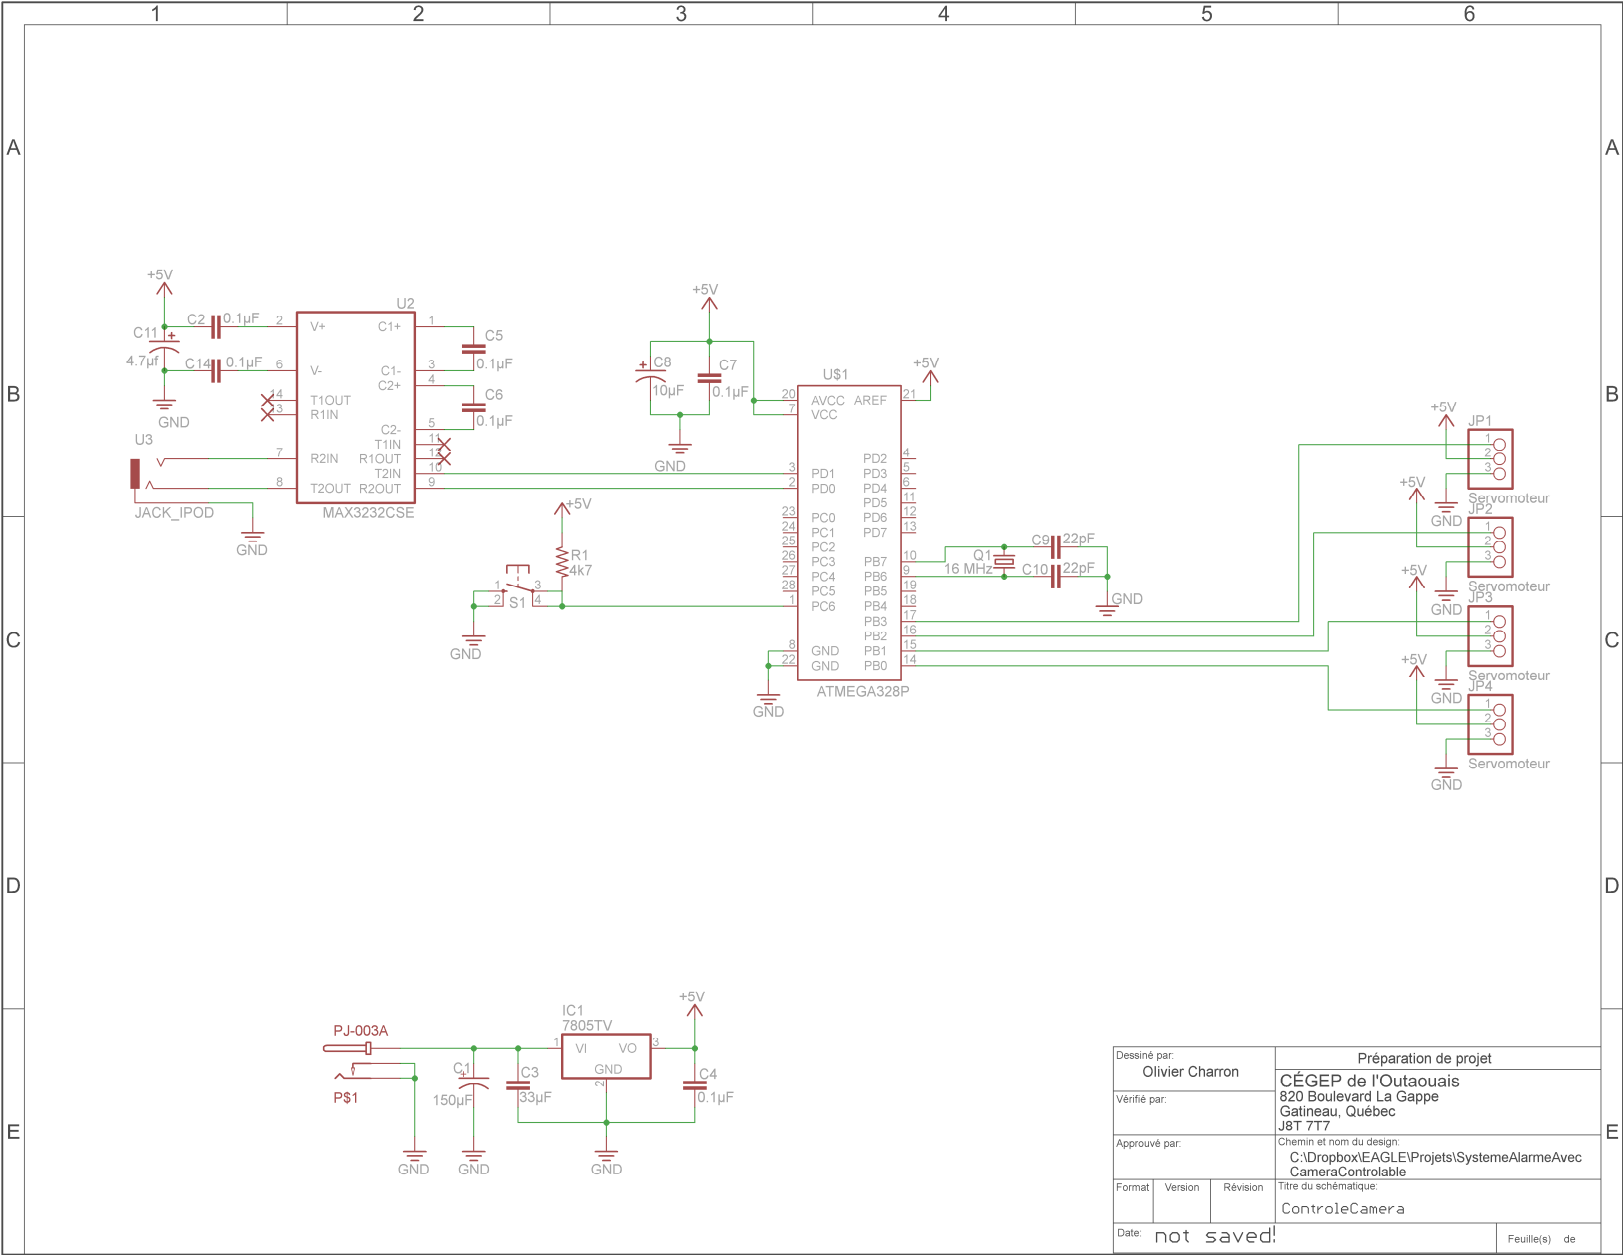 1 2 3 4 5 6
A A
B B
C C
D D
E E
+5V
C11
4.7µf
C2 0.1µF
C14 0.1µF
GND
U2
2 V+ C1+ 1
6 V- C1- 3
C2+ 4
14 T1OUT
13 R1IN
C2- 5
T1IN 11
7 R2IN R1OUT 12
T2IN 10
8 T2OUT R2OUT 9
MAX3232CSE
C5
0.1µF
C6
0.1µF
U3
JACK_IPOD
GND
+5V
C8
10µF
C7
0.1µF
GND
+5V
R1
4k7
1 3
2 4
S1
GND
U$1
+5V
20 AVCC AREF 21
7 VCC
PD2 4
3 PD1 PD3 5
2 PD0 PD4 6
PD5 11
23 PC0 PD6 12
24 PC1 PD7 13
25 PC2
26 PC3 PB7 10
27 PC4 PB6 9
28 PC5 PB5 19
1 PC6 PB4 18
PB3 17
PB2 16
8 GND PB1 15
22 GND PB0 14
ATMEGA328P
GND
Q1
16 MHz
C9 22pF
C10 22pF
GND
+5V
JP1
1
2
3
GND
Servomoteur
+5V
JP2
1
2
3
GND
Servomoteur
+5V
JP3
1
2
3
GND
Servomoteur
+5V
JP4
1
2
3
GND
Servomoteur
PJ-003A
P$1
GND
C1
+
150µF
GND
C3
33µF
IC1
7805TV
1 VI VO 3
GND
2
GND
+5V
C4
0.1µF
Dessiné par:
Olivier Charron
Vérifié par:
Approuvé par:
Format Version Révision
Date: not saved!
Préparation de projet
CÉGEP de l'Outaouais
820 Boulevard La Gappe
Gatineau, Québec
J8T 7T7
Chemin et nom du design:
C:\Dropbox\EAGLE\Projets\SystemeAlarmeAvec
CameraControlable
Titre du schématique:
ControleCamera
Feuille(s) de